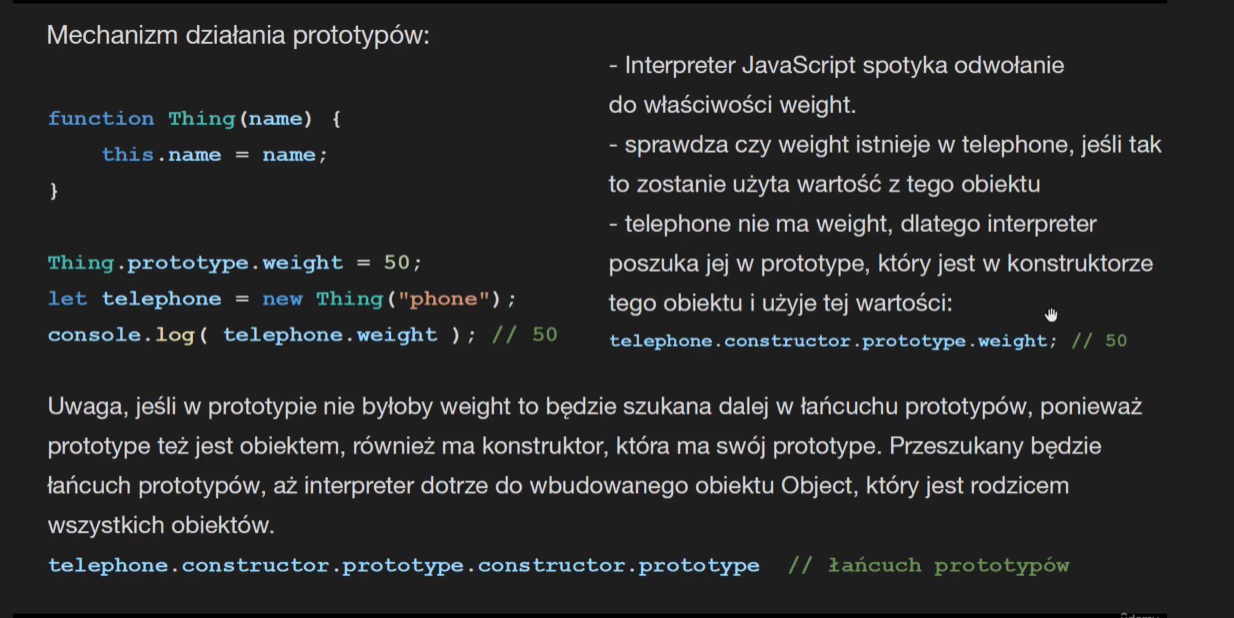 Mechanizm działania prototypów:
function Thing(name) {
    this.name = name;
}
Thing.prototype.weight = 50;
let telephone = new Thing("phone");
console.log( telephone.weight ); // 50
- Interpreter JavaScript spotyka odwołanie
do właściwości weight.
- sprawdza czy weight istnieje w telephone, jeśli tak
to zostanie użyta wartość z tego obiektu
- telephone nie ma weight, dlatego interpreter
poszuka jej w prototype, który jest w konstruktorze
tego obiektu i użyje tej wartości:
telephone.constructor.prototype.weight; // 50
Uwaga, jeśli w prototypie nie byłoby weight to będzie szukana dalej w łańcuchu prototypów, ponieważ
prototype też jest obiektem, również ma konstruktor, która ma swój prototype. Przeszukany będzie
łańcuch prototypów, aż interpreter dotrze do wbudowanego obiektu Object, który jest rodzicem
wszystkich obiektów.
telephone.constructor.prototype.constructor.prototype // łańcuch prototypów